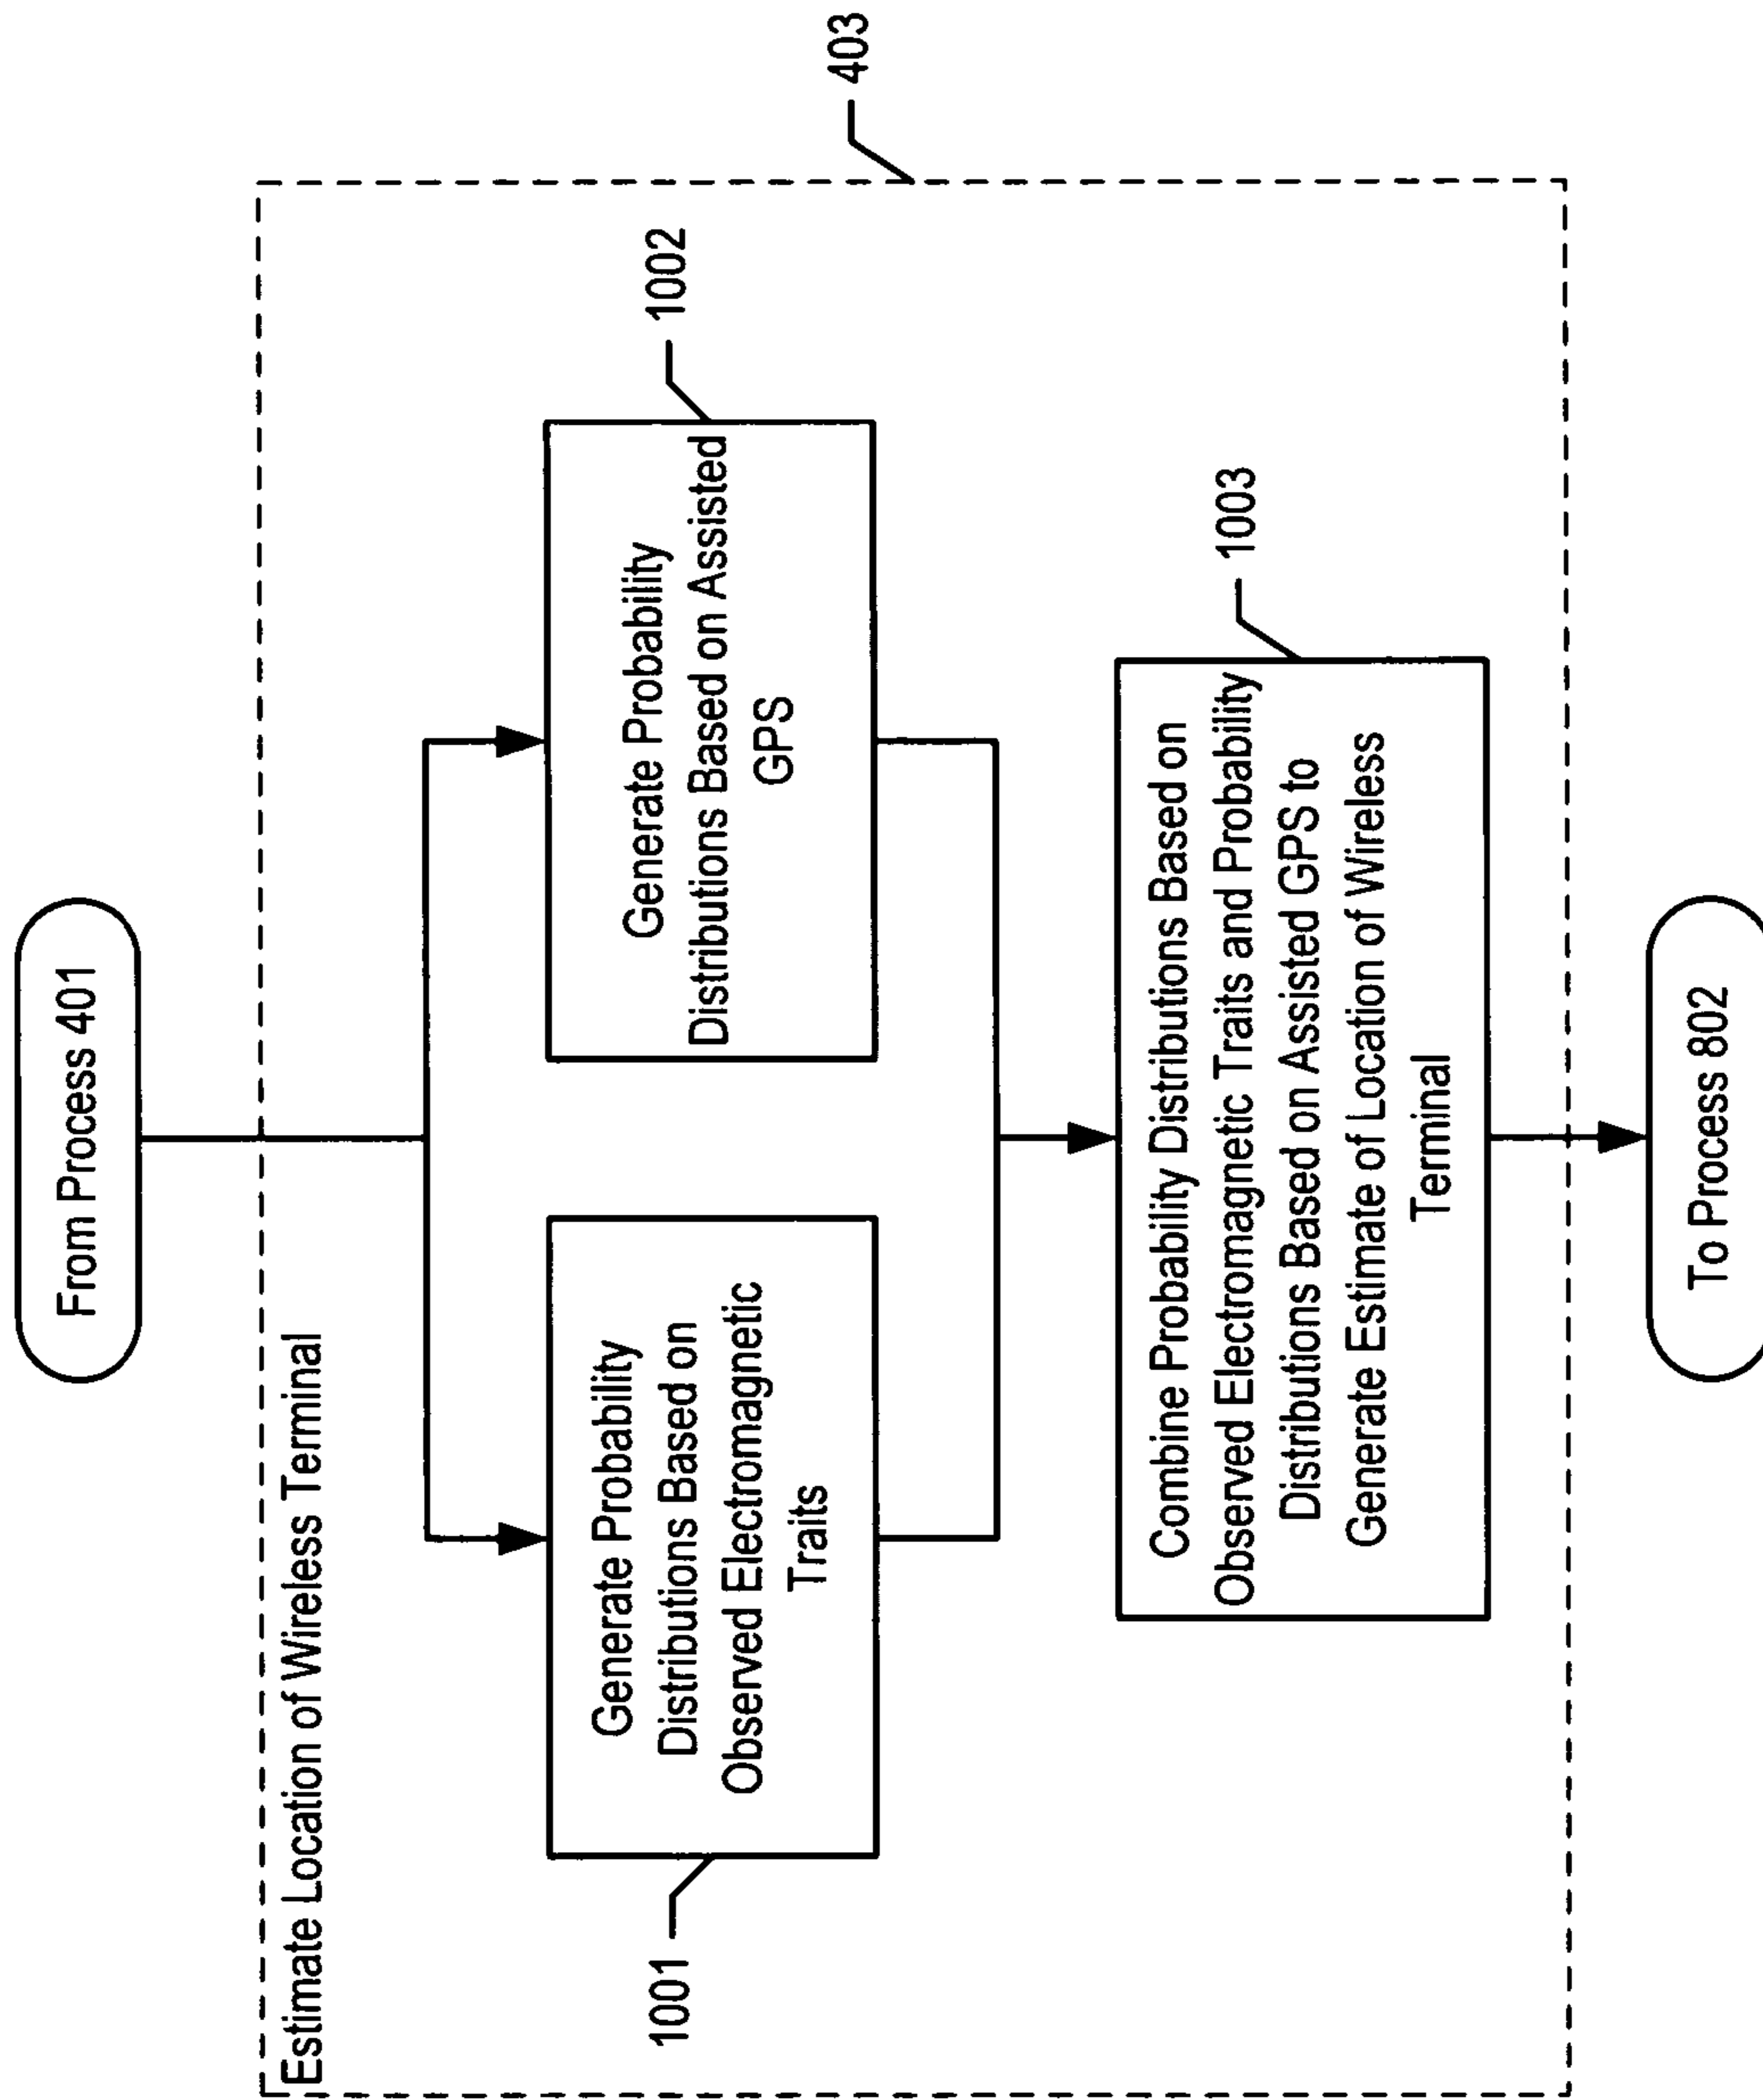 From Process 401
Estimate Location of Wireless Terminal
403
1001
Generate Probability
Distributions Based on
Observed Electromagnetic
Traits
1002
Generate Probability
Distributions Based on Assisted
GPS
1003
Combine Probability Distributions Based on
Observed Electromagnetic Traits and Probability
Distributions Based on Assisted GPS to
Generate Estimate of Location of Wireless
Terminal
To Process 802